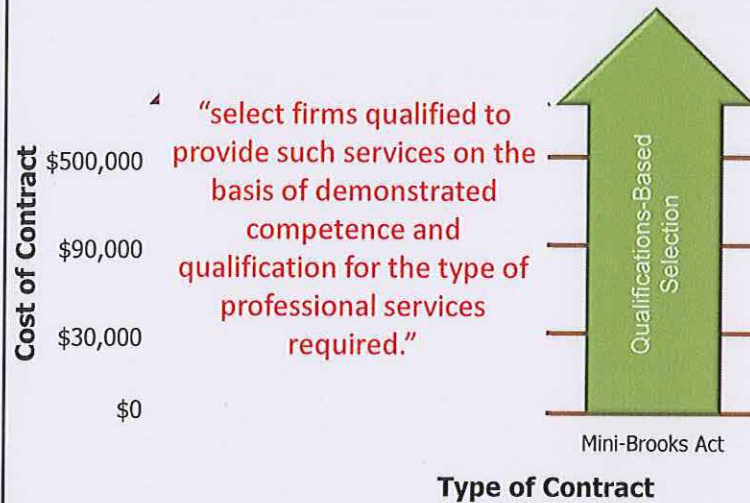 Cost of Contract
$500,000
$90,000
$30,000
$0
“select firms qualified to
provide such services on the
basis of demonstrated
competence and
qualification for the type of
professional services
required.”
Qualifications-Based
Selection
Mini-Brooks Act
Type of Contract